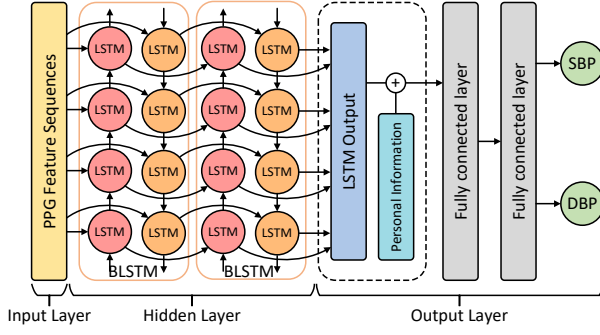 PPG Feature Sequences
LSTM LSTM LSTM LSTM
LSTM LSTM LSTM LSTM
LSTM LSTM LSTM LSTM
LSTM LSTM LSTM LSTM
BLSTM
BLSTM
LSTM Output
+
Personal Information
Fully connected layer
Fully connected layer
SBP
DBP
Input Layer
Hidden Layer
Output Layer